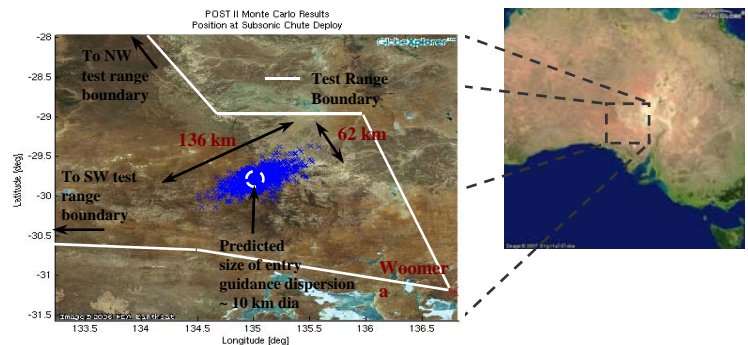 POST II Monte Carlo Results
Position at Subsonic Chute Deploy
-28
-28.5
-29
-29.5
-30
-30.5
-31
-31.5
Latitude [deg]
GlobeXplorer
To NW
test range
boundary
Test Range
Boundary
136 km
62 km
To SW test
range
boundary
Predicted
size of entry
guidance dispersion
~ 10 km dia
Woomer
a
133.5
134
134.5
135
135.5
136
136.5
Longitude [deg]